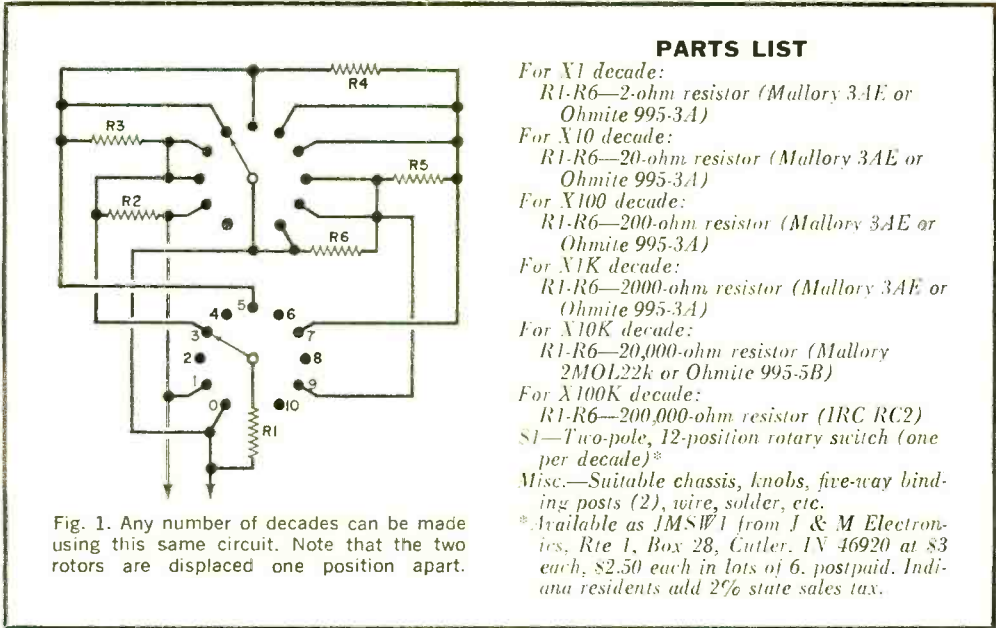 R4
R3
R5
R2
R6
5
4
6
3
7
2
8
1
9
0
10
R1
Fig. 1. Any number of decades can be made
using this same circuit. Note that the two
rotors are displaced one position apart.
PARTS LIST
For X1 decade:
R1-R6—2-ohm resistor (Mallory 3AE or
Ohmite 995-3A)
For X10 decade:
R1-R6—20-ohm resistor (Mallory 3AE or
Ohmite 995-3A)
For X100 decade:
R1-R6—200-ohm resistor (Mallory 3AE or
Ohmite 995-3A)
For X1K decade:
R1-R6—2000-ohm resistor (Mallory 3AE or
Ohmite 995-3A)
For X10K decade:
R1-R6—20,000-ohm resistor (Mallory
2MOL22k or Ohmite 995-5B)
For X100K decade:
R1-R6—200,000-ohm resistor (IRC RC2)
S1—Two-pole, 12-position rotary switch (one
per decade)*
Misc.—Suitable chassis, knobs, five-way bind-
ing posts (2), wire, solder, etc.
*Available as JMSW1 from J & M Electron-
ics, Rte 1, Box 28, Cutler, IN 46920 at $3
each, $2.50 each in lots of 6, postpaid. Indi-
ana residents add 2% state sales tax.